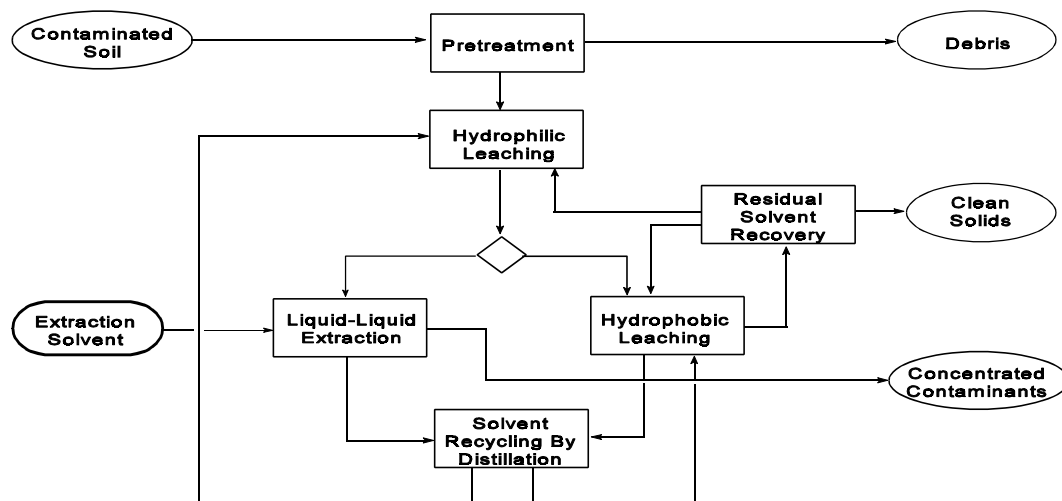 Contaminated
Soil
Pretreatment
Debris
Hydrophilic
Leaching
Residual
Solvent
Recovery
Clean
Solids
Extraction
Solvent
Liquid-Liquid
Extraction
Hydrophobic
Leaching
Concentrated
Contaminants
Solvent
Recycling By
Distillation